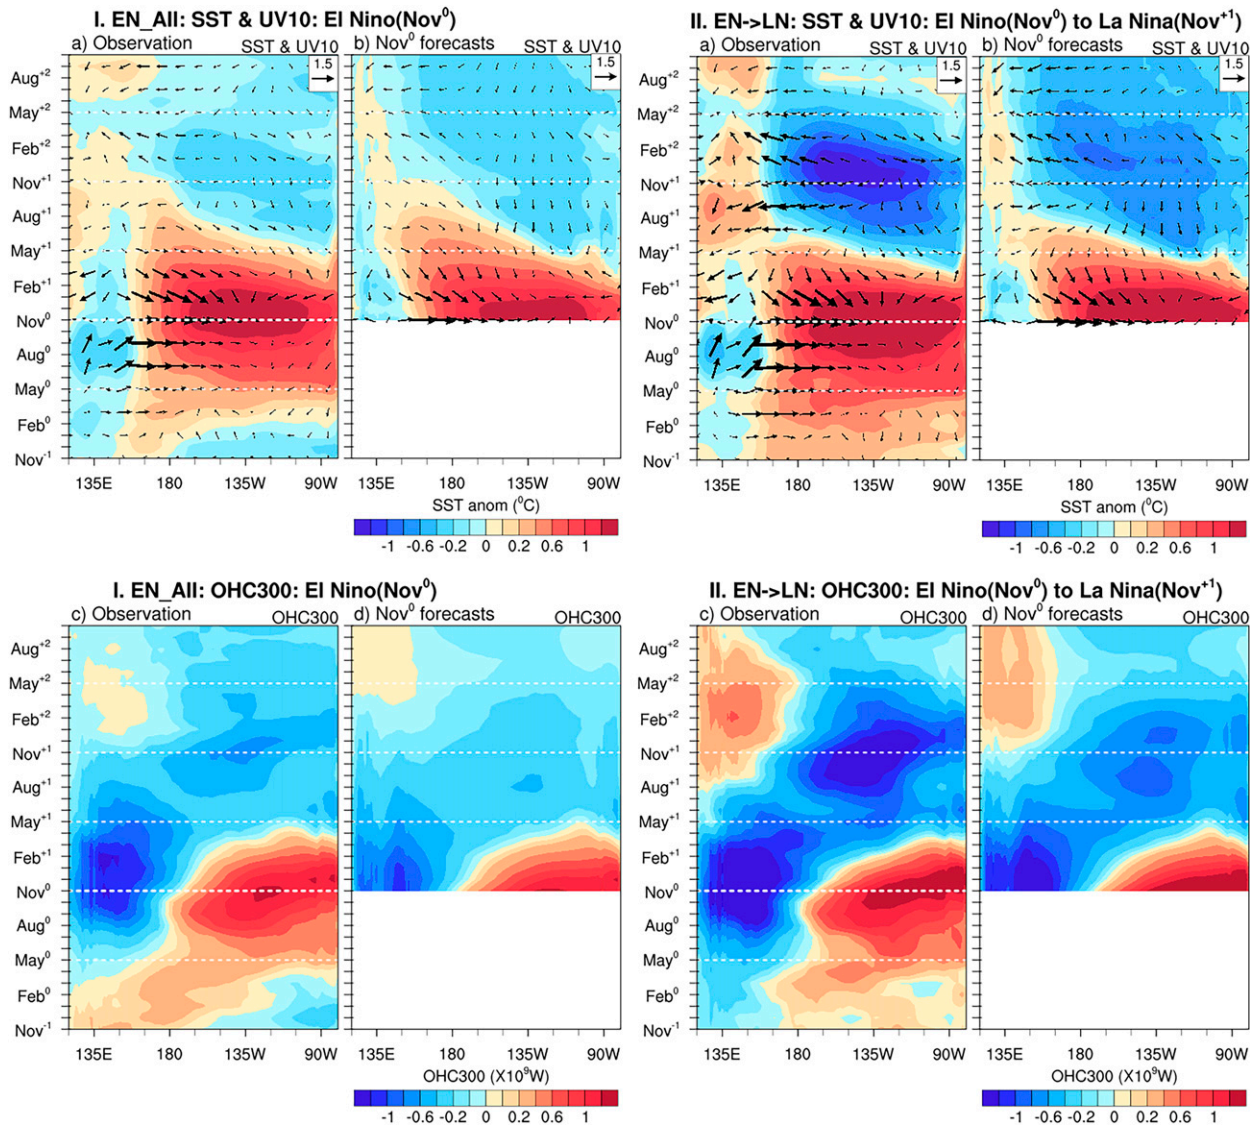 I. EN_All: SST & UV10: El Nino(Nov⁰)
a) Observation SST & UV10 b) Nov⁰ forecasts SST & UV10
1.5 1.5
Aug⁺²
May⁺²
Feb⁺²
Nov⁺¹
Aug⁺¹
May⁺¹
Feb⁺¹
Nov⁰
Aug⁰
May⁰
Feb⁰
Nov⁻¹
135E 180 135W 90W 135E 180 135W 90W
SST anom (⁰C)
-1 -0.6 -0.2 0 0.2 0.6 1
II. EN->LN: SST & UV10: El Nino(Nov⁰) to La Nina(Nov⁺¹)
a) Observation SST & UV10 b) Nov⁰ forecasts SST & UV10
1.5 1.5
Aug⁺²
May⁺²
Feb⁺²
Nov⁺¹
Aug⁺¹
May⁺¹
Feb⁺¹
Nov⁰
Aug⁰
May⁰
Feb⁰
Nov⁻¹
135E 180 135W 90W 135E 180 135W 90W
SST anom (⁰C)
-1 -0.6 -0.2 0 0.2 0.6 1
I. EN_All: OHC300: El Nino(Nov⁰)
c) Observation OHC300 d) Nov⁰ forecasts OHC300
Aug⁺²
May⁺²
Feb⁺²
Nov⁺¹
Aug⁺¹
May⁺¹
Feb⁺¹
Nov⁰
Aug⁰
May⁰
Feb⁰
Nov⁻¹
135E 180 135W 90W 135E 180 135W 90W
OHC300 (X10⁹W)
-1 -0.6 -0.2 0 0.2 0.6 1
II. EN->LN: OHC300: El Nino(Nov⁰) to La Nina(Nov⁺¹)
c) Observation OHC300 d) Nov⁰ forecasts OHC300
Aug⁺²
May⁺²
Feb⁺²
Nov⁺¹
Aug⁺¹
May⁺¹
Feb⁺¹
Nov⁰
Aug⁰
May⁰
Feb⁰
Nov⁻¹
135E 180 135W 90W 135E 180 135W 90W
OHC300 (X10⁹W)
-1 -0.6 -0.2 0 0.2 0.6 1